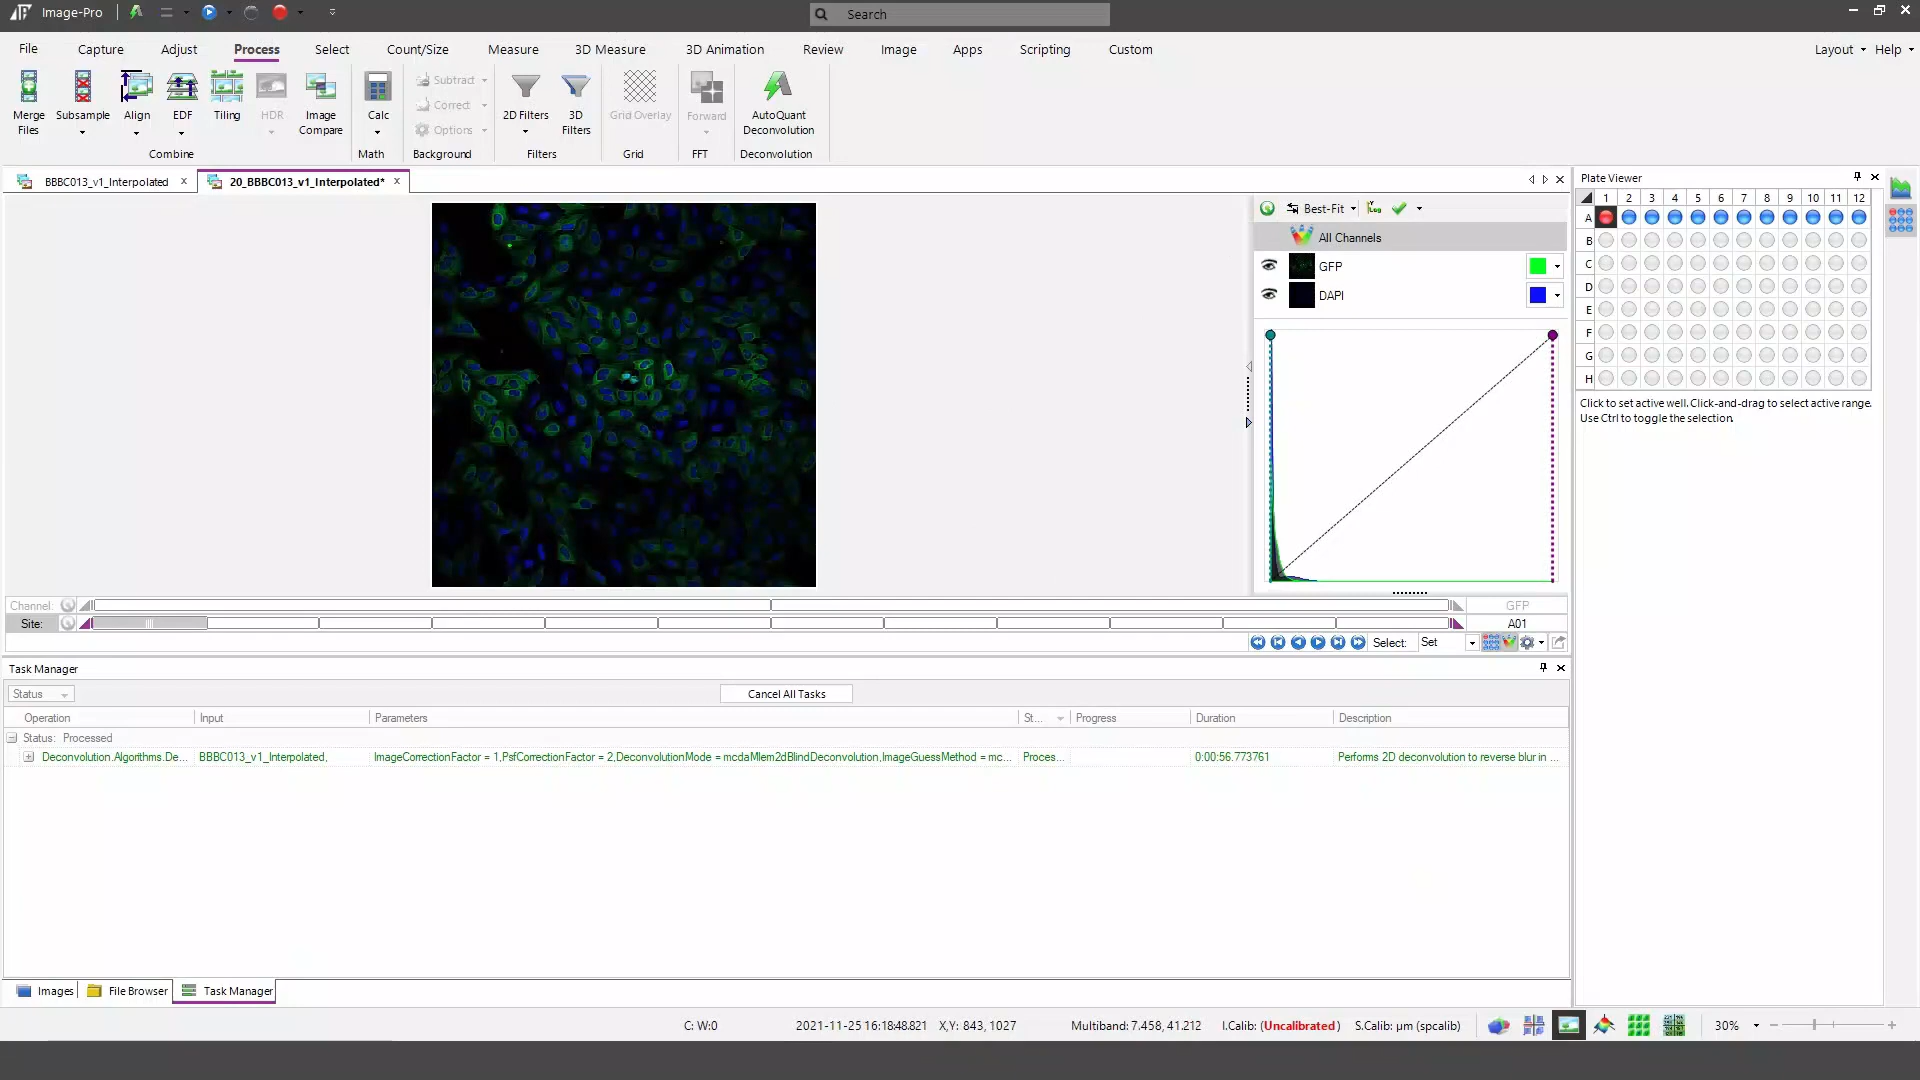 Image-Pro
Search
File Capture Adjust Process Select Count/Size Measure 3D Measure 3D Animation Review Image Apps Scripting Custom Layout Help
Merge Files
Subsample
Align
EDF
Tiling
HDR
Image Compare
Combine
Calc
Math
Subtract
Correct
Options
Background
2D Filters
3D Filters
Filters
Grid Overlay
Grid
Forward
FFT
AutoQuant Deconvolution
Deconvolution
BBBC013_v1_Interpolated
20_BBBC013_v1_Interpolated*
Best-Fit
All Channels
GFP
DAPI
Plate Viewer
1 2 3 4 5 6 7 8 9 10 11 12
A
B
C
D
E
F
G
H
Click to set active well. Click-and-drag to select active range.
Use Ctrl to toggle the selection.
Channel: GFP
Site: A01
Select: Set
Task Manager
Status
Cancel All Tasks
Operation Input Parameters St... Progress Duration Description
Status: Processed
Deconvolution.Algorithms.De... BBBC013_v1_Interpolated, ImageCorrectionFactor = 1,PsfCorrectionFactor = 2,DeconvolutionMode = mcdaMlem2dBlindDeconvolution,ImageGuessMethod = mc... Proces... 0:00:56.773761 Performs 2D deconvolution to reverse blur in ...
Images File Browser Task Manager
C: W:0 2021-11-25 16:18:48.821 X,Y: 843, 1027 Multiband: 7.458, 41.212 I.Calib: (Uncalibrated) S.Calib: µm (spcalib) 30%